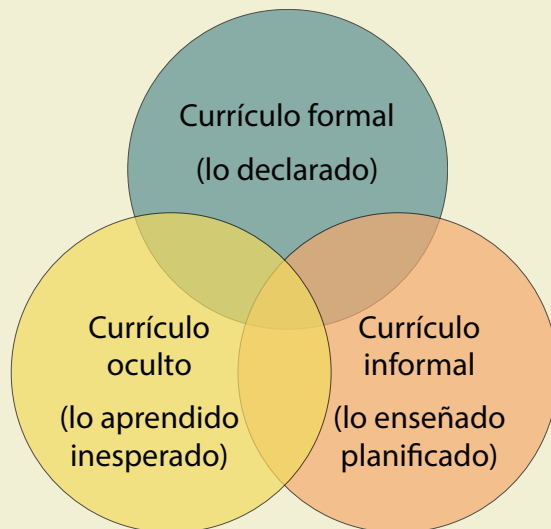 Currículo formal
(lo declarado)
Currículo
oculto
(lo aprendido
inesperado)
Currículo
informal
(lo enseñado
planificado)